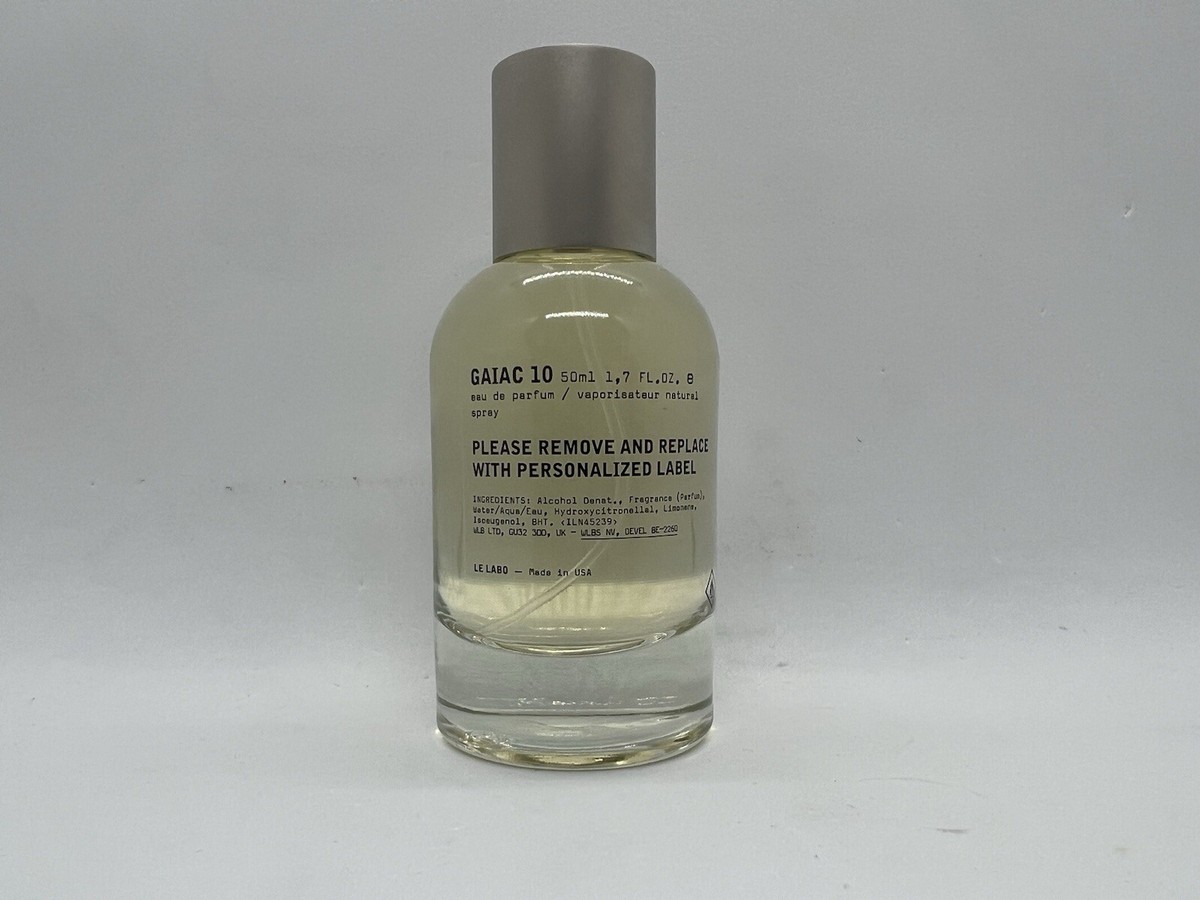 GAIAC 10 50ml 1,7 FL.OZ. e
eau de parfum / vaporisateur natural
spray
PLEASE REMOVE AND REPLACE
WITH PERSONALIZED LABEL
INGREDIENTS: Alcohol Denat., Fragrance (Parfum),
Water/Aqua/Eau, Hydroxycitronellal, Limonene,
Isoeugenol, BHT. <ILN45239>
WLB LTD, GU32 3DD, UK - WLBS NV, OEVEL BE-2260
LE LABO — Made in USA